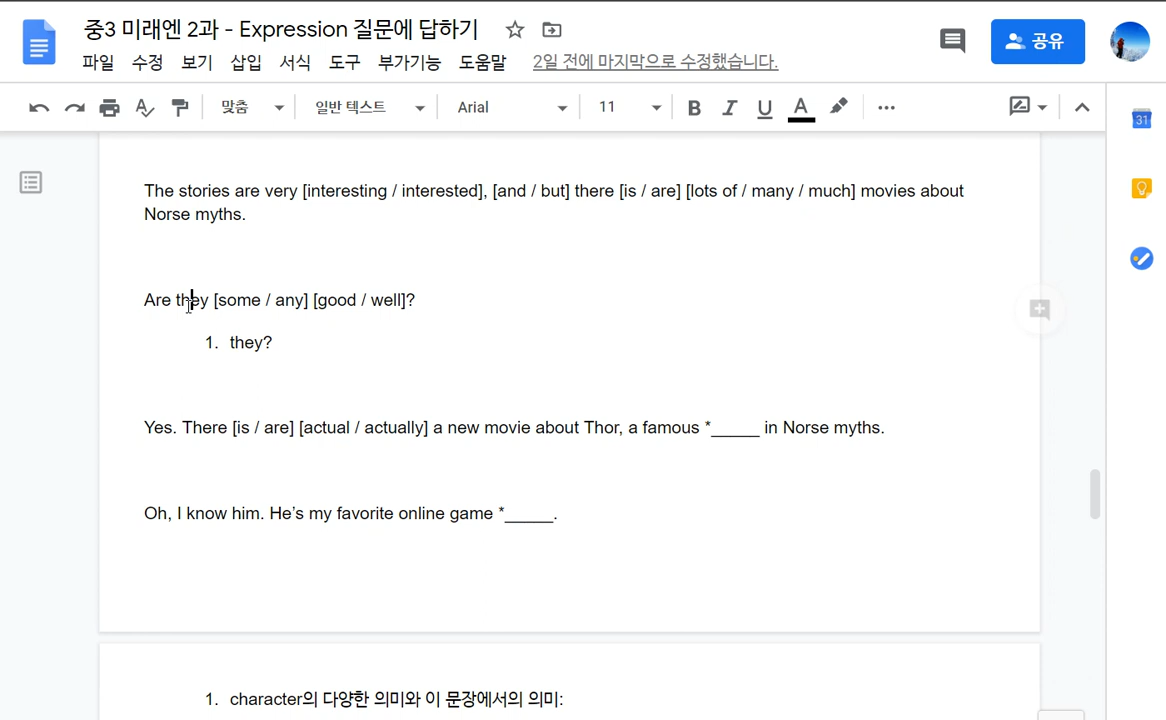 중3 미래엔 2과 - Expression 질문에 답하기
공유
파일 수정 보기 삽입 서식 도구 부가기능 도움말 2일 전에 마지막으로 수정했습니다.
맞춤 일반 텍스트 Arial 11 B I U A
31
The stories are very [interesting / interested], [and / but] there [is / are] [lots of / many / much] movies about
Norse myths.
Are they [some / any] [good / well]?
1. they?
Yes. There [is / are] [actual / actually] a new movie about Thor, a famous *_____ in Norse myths.
Oh, I know him. He’s my favorite online game *_____.
1. character의 다양한 의미와 이 문장에서의 의미: